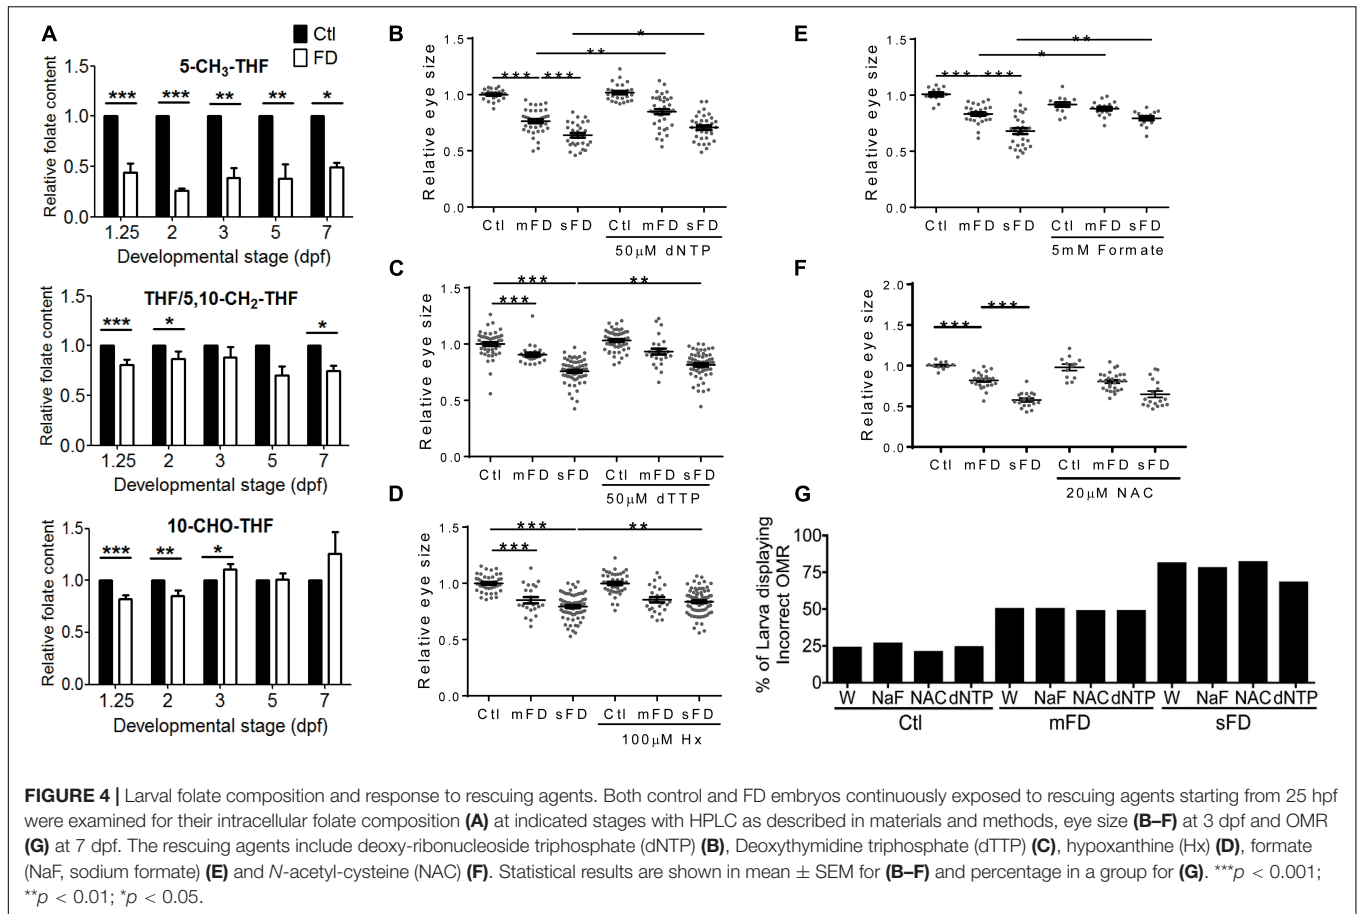 A
Ctl
FD
5-CH₃-THF
Relative folate content
1.5
1.0
0.5
0.0
*** *** ** ** *
1.25 2 3 5 7
Developmental stage (dpf)
THF/5,10-CH₂-THF
Relative folate content
1.5
1.0
0.5
0.0
*** * *
1.25 2 3 5 7
Developmental stage (dpf)
10-CHO-THF
Relative folate content
1.5
1.0
0.5
0.0
*** ** *
1.25 2 3 5 7
Developmental stage (dpf)
B
Relative eye size
1.5
1.0
0.5
0.0
*
**
*** ***
Ctl mFD sFD Ctl mFD sFD
50µM dNTP
C
Relative eye size
1.5
1.0
0.5
0.0
*** **
***
Ctl mFD sFD Ctl mFD sFD
50µM dTTP
D
Relative eye size
1.5
1.0
0.5
0.0
*** **
***
Ctl mFD sFD Ctl mFD sFD
100µM Hx
E
Relative eye size
1.5
1.0
0.5
0.0
**
*
*** ***
Ctl mFD sFD Ctl mFD sFD
5mM Formate
F
Relative eye size
2.0
1.5
1.0
0.5
0.0
***
***
Ctl mFD sFD Ctl mFD sFD
20µM NAC
G
% of Larva displaying
Incorrect OMR
100
75
50
25
0
W NaF NAC dNTP W NaF NAC dNTP W NaF NAC dNTP
Ctl mFD sFD
FIGURE 4 | Larval folate composition and response to rescuing agents. Both control and FD embryos continuously exposed to rescuing agents starting from 25 hpf
were examined for their intracellular folate composition (A) at indicated stages with HPLC as described in materials and methods, eye size (B–F) at 3 dpf and OMR
(G) at 7 dpf. The rescuing agents include deoxy-ribonucleoside triphosphate (dNTP) (B), Deoxythymidine triphosphate (dTTP) (C), hypoxanthine (Hx) (D), formate
(NaF, sodium formate) (E) and N-acetyl-cysteine (NAC) (F). Statistical results are shown in mean ± SEM for (B–F) and percentage in a group for (G). ***p < 0.001;
**p < 0.01; *p < 0.05.